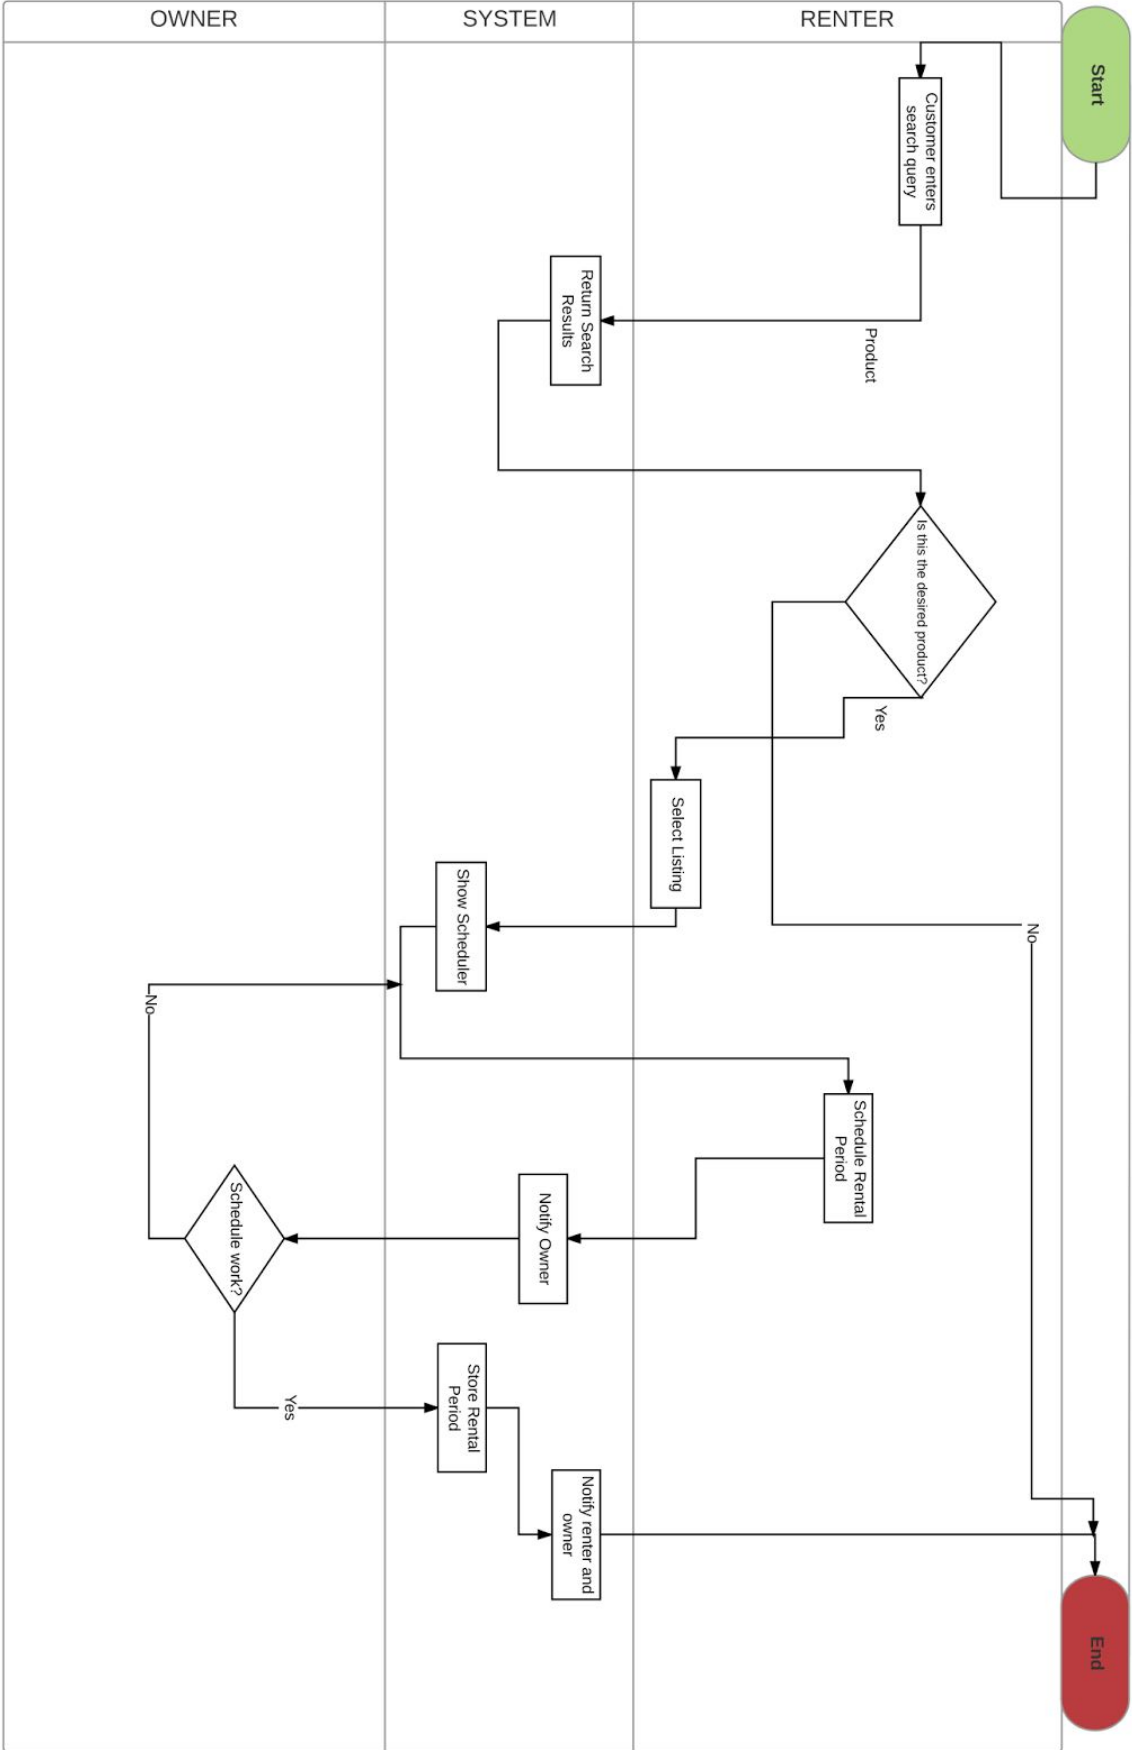 OWNER
SYSTEM
RENTER
Start
Customer enters
search query
Product
Return Search
Results
Is this the desired product?
Yes
No
Select Listing
Show Scheduler
No
Schedule Rental
Period
Notify Owner
Schedule work?
Yes
Store Rental
Period
Notify renter and
owner
End